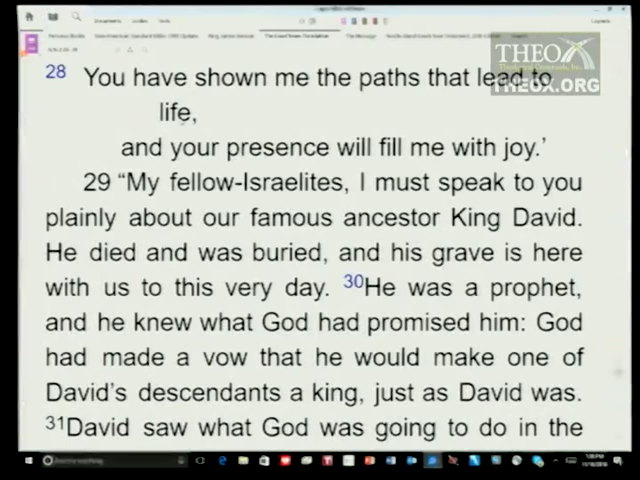 THEOX
THEOX.ORG
28 You have shown me the paths that lead to
life,
and your presence will fill me with joy.’
29 “My fellow-Israelites, I must speak to you
plainly about our famous ancestor King David.
He died and was buried, and his grave is here
with us to this very day. 30He was a prophet,
and he knew what God had promised him: God
had made a vow that he would make one of
David’s descendants a king, just as David was.
31David saw what God was going to do in the